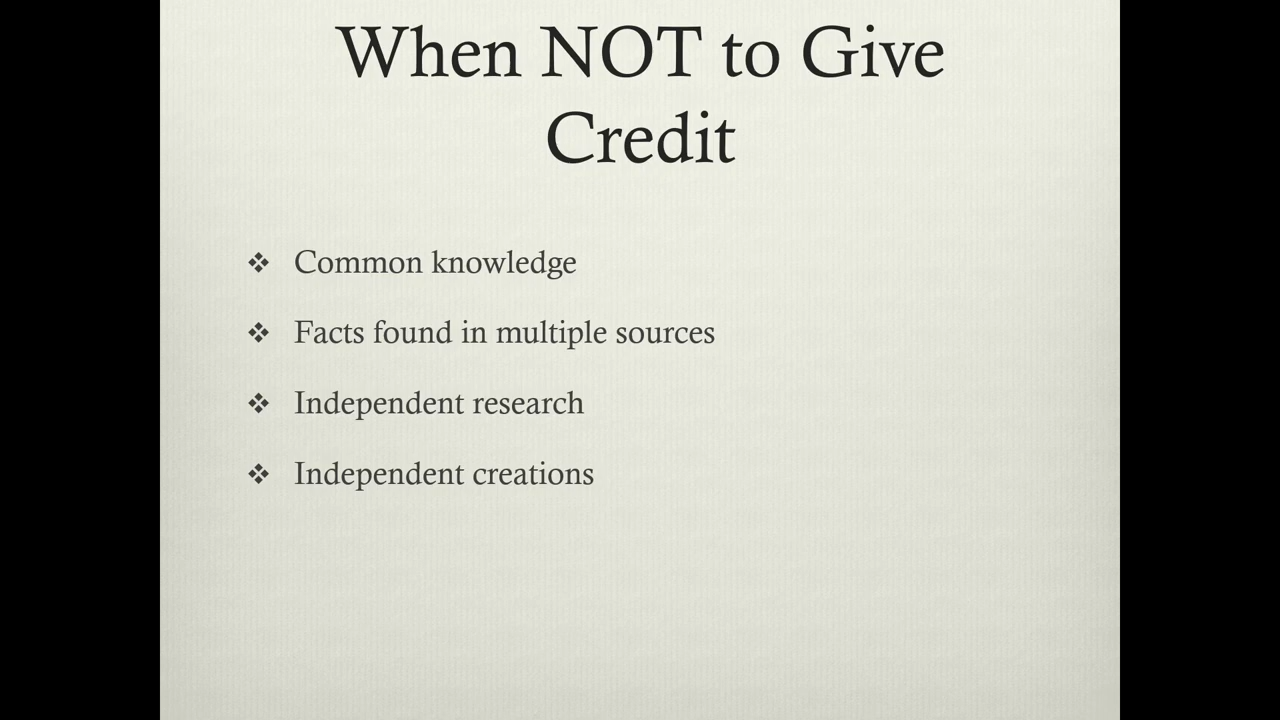 When NOT to Give
Credit
❖ Common knowledge
❖ Facts found in multiple sources
❖ Independent research
❖ Independent creations